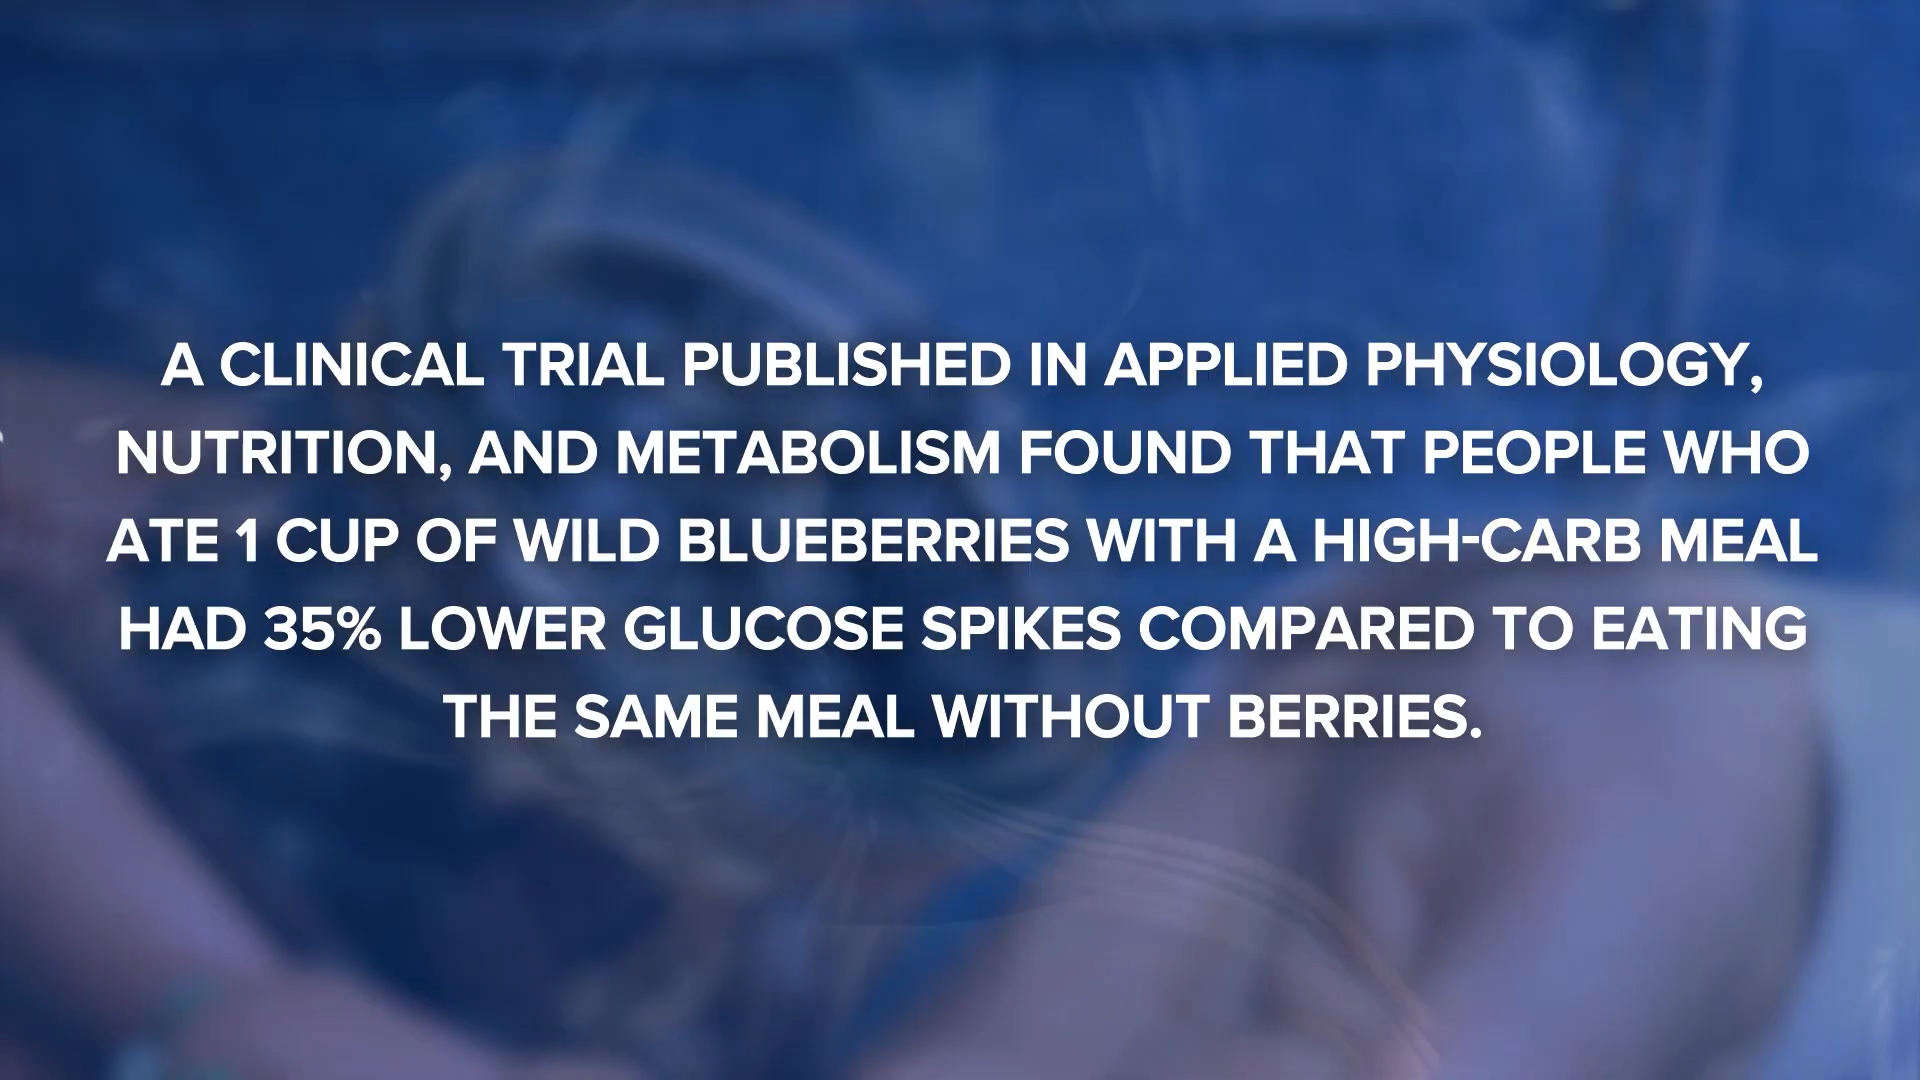 A CLINICAL TRIAL PUBLISHED IN APPLIED PHYSIOLOGY,
NUTRITION, AND METABOLISM FOUND THAT PEOPLE WHO
ATE 1 CUP OF WILD BLUEBERRIES WITH A HIGH-CARB MEAL
HAD 35% LOWER GLUCOSE SPIKES COMPARED TO EATING
THE SAME MEAL WITHOUT BERRIES.